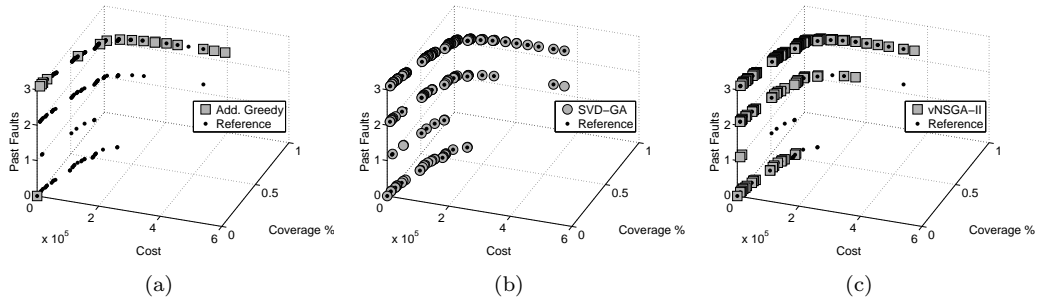 3
2
1
0
Past Faults
Add. Greedy
Reference
0
2
4
6
x 10^5
Cost
0
0.5
1
Coverage %
(a)
3
2
1
0
Past Faults
SVD-GA
Reference
0
2
4
6
x 10^5
Cost
0
0.5
1
Coverage %
(b)
3
2
1
0
Past Faults
vNSGA-II
Reference
0
2
4
6
x 10^5
Cost
0
0.5
1
Coverage %
(c)